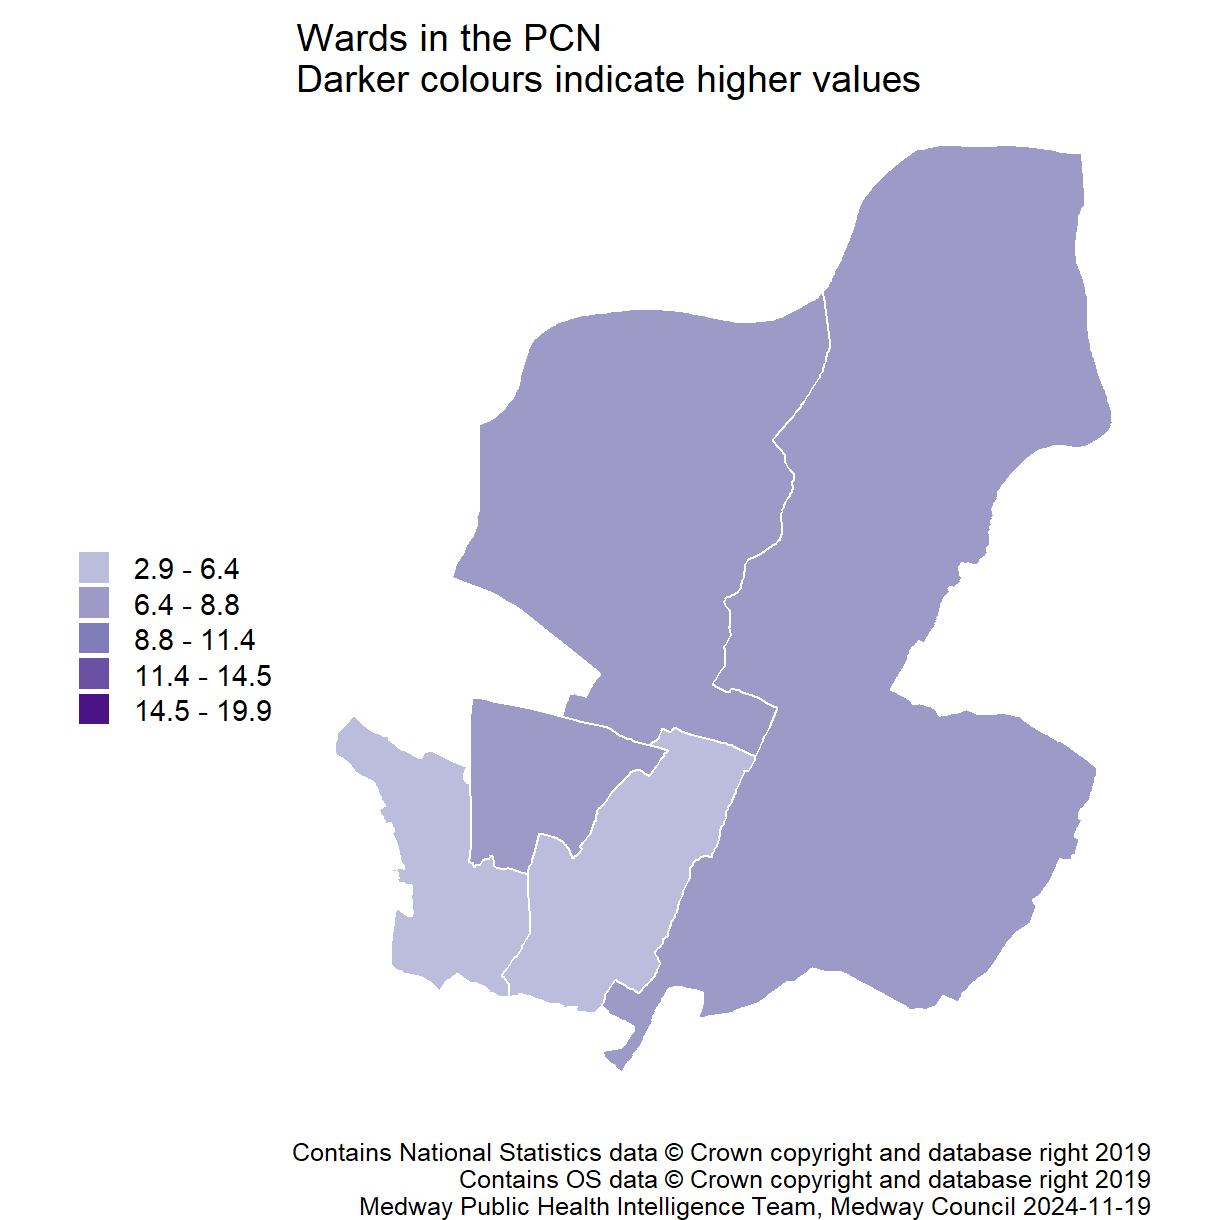 Wards in the PCN
Darker colours indicate higher values
2.9 - 6.4
6.4 - 8.8
8.8 - 11.4
11.4 - 14.5
14.5 - 19.9
Contains National Statistics data © Crown copyright and database right 2019
Contains OS data © Crown copyright and database right 2019
Medway Public Health Intelligence Team, Medway Council 2024-11-19